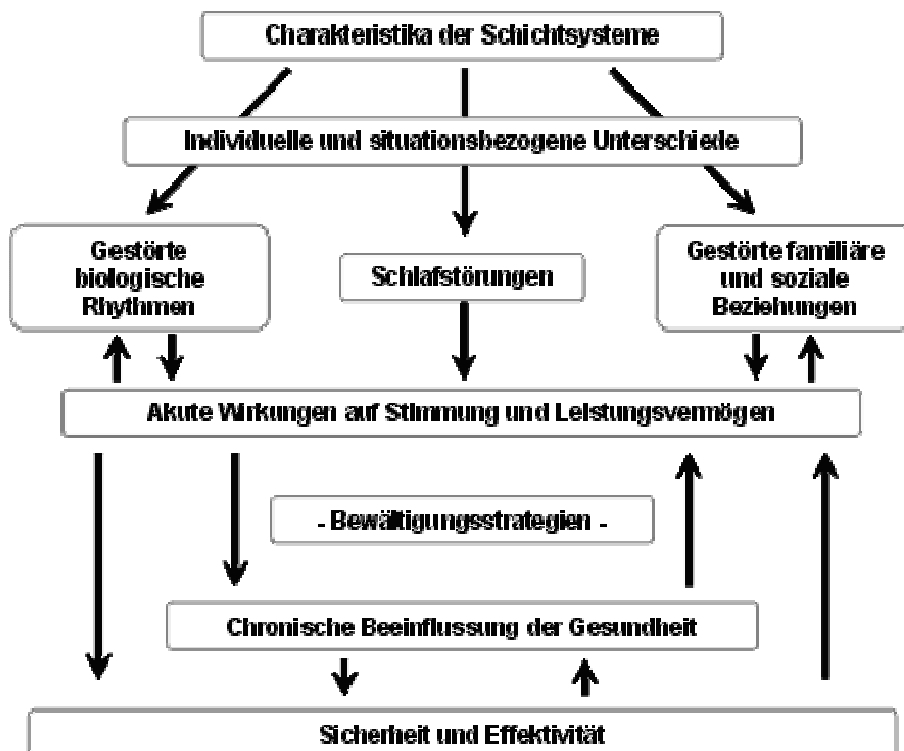 Charakteristika der Schichtsysteme
Individuelle und situationsbezogene Unterschiede
Gestörte
biologische
Rhythmen
Schlafstörungen
Gestörte familiäre
und soziale
Beziehungen
Akute Wirkungen auf Stimmung und Leistungsvermögen
- Bewältigungsstrategien -
Chronische Beeinflussung der Gesundheit
Sicherheit und Effektivität